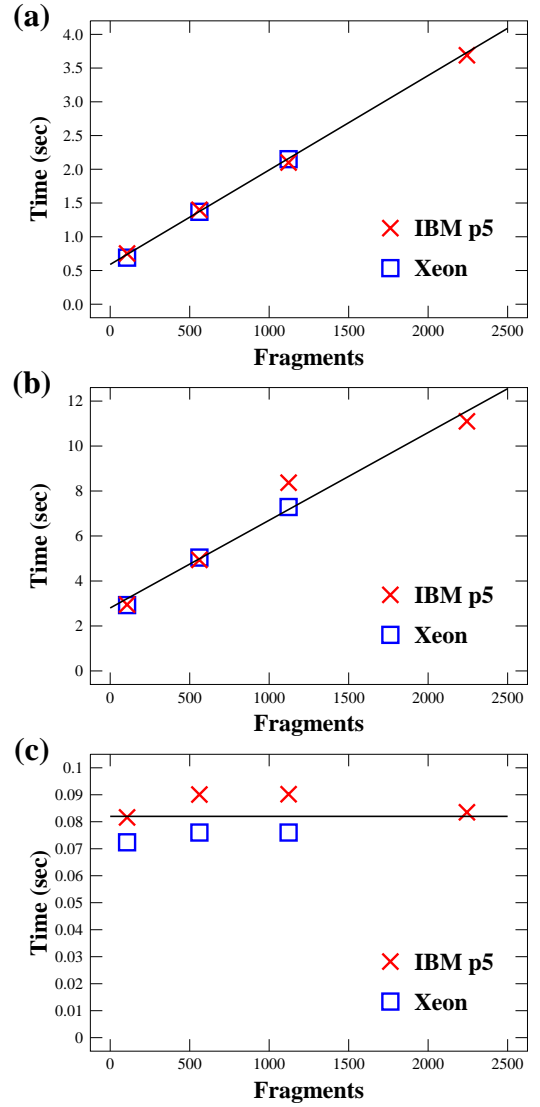 (a)
4.0
3.5
3.0
2.5
2.0
1.5
1.0
0.5
0.0
Time (sec)
IBM p5
Xeon
0 500 1000 1500 2000 2500
Fragments
(b)
12
10
8
6
4
2
0
Time (sec)
IBM p5
Xeon
0 500 1000 1500 2000 2500
Fragments
(c)
0.1
0.09
0.08
0.07
0.06
0.05
0.04
0.03
0.02
0.01
0
Time (sec)
IBM p5
Xeon
0 500 1000 1500 2000 2500
Fragments